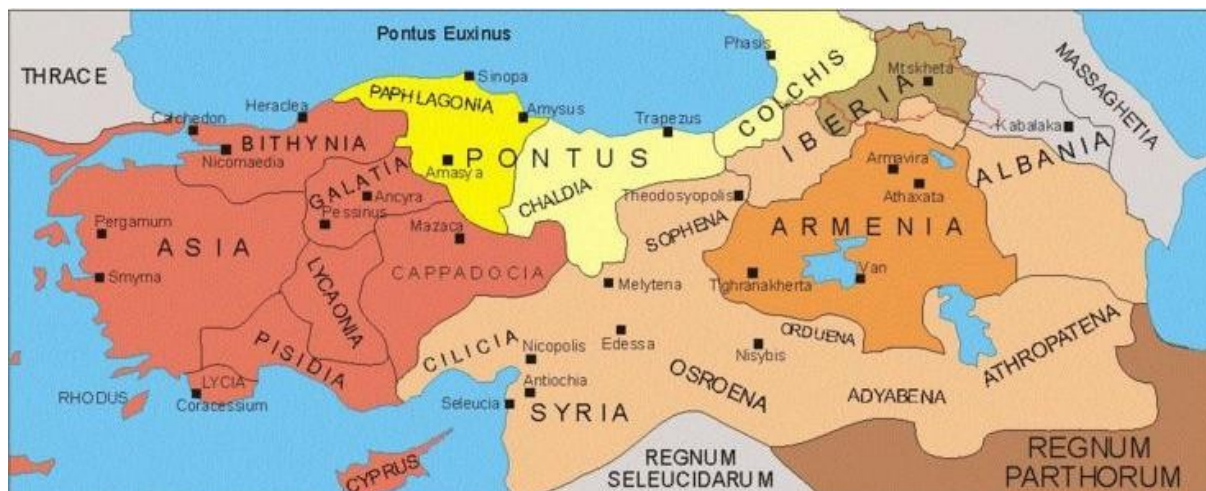 Pontus Euxinus
THRACE
Phasis
MASSAGHETIA
Sinopa
PAPHLAGONIA
COLCHIS
Mtskheta
Heraclea
Amysus
Calchedon
Trapezus
IBERIA
Kabalaka
BITHYNIA
Nicomaedia
PONTUS
ALBANIA
Amasya
GALATIA
Armavira
Ancyra
CHALDIA
Theodosyopolis
Athaxata
Pessinus
Pergamum
Mazaca
SOPHENA
ARMENIA
ASIA
Smyrna
LYCAONIA
CAPPADOCIA
Melytena
Tighranakherta
Van
PISIDIA
CILICIA
Edessa
ORDUENA
ATHROPATENA
Nicopolis
Nisybis
LYCIA
OSROENA
RHODUS
Coracessium
Antiochia
ADYABENA
Seleucia
SYRIA
CYPRUS
REGNUM
SELEUCIDARUM
REGNUM
PARTHORUM